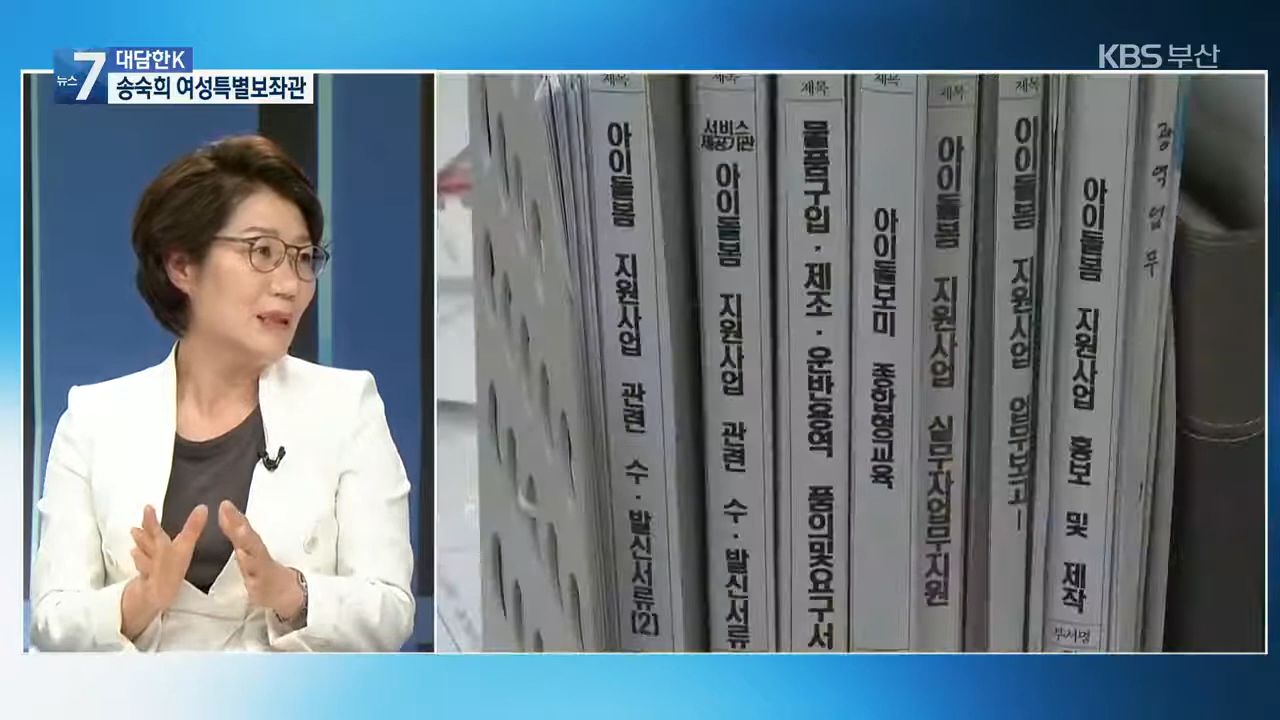 뉴스 7
대담한K
송숙희 여성특별보좌관
KBS 부산
제목
아이돌봄 지원사업 관련 수·발신서류(2)
제목
서비스
제공기관
아이돌봄 지원사업 관련 수·발신서류
제목
물품구입·제조·운반용역 품의및요구서
제목
아이돌보미 종합형교육
제목
아이돌봄 지원사업 실무자업무지원
제목
아이돌봄 지원사업 업무보고Ⅰ
아이돌봄 지원사업 홍보 및 제작
부서명
광역업무